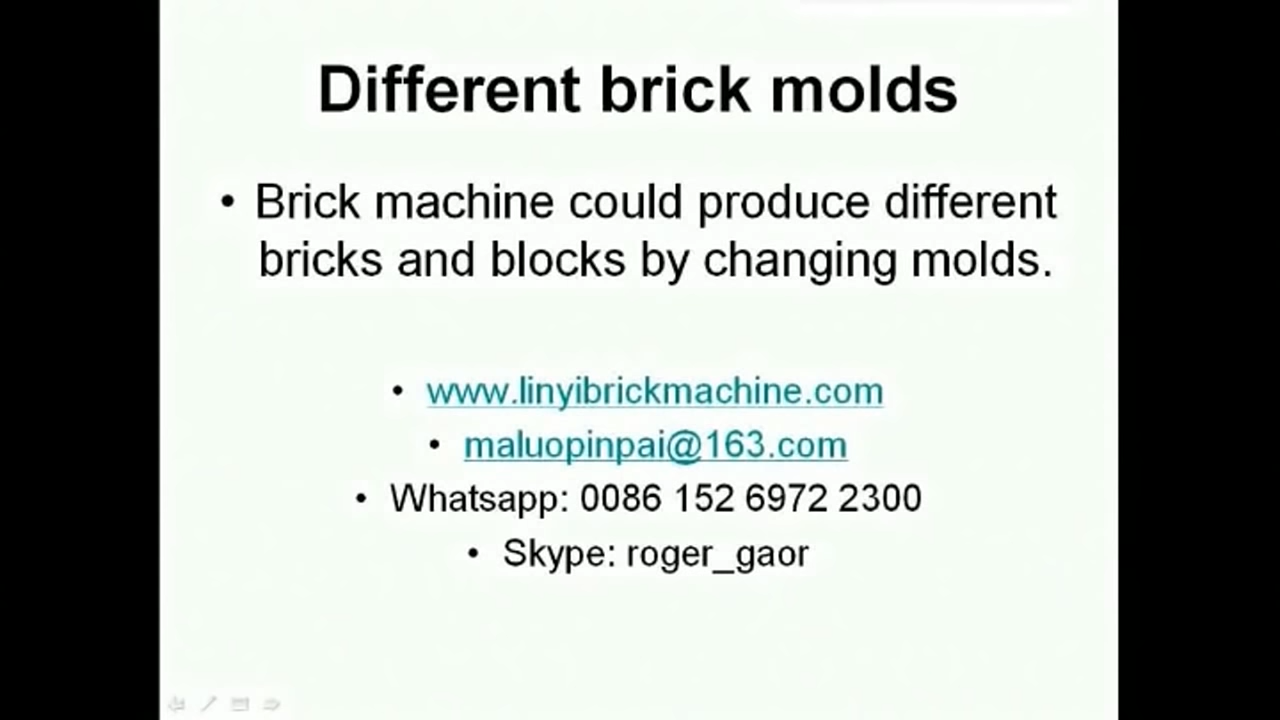 Different brick molds
• Brick machine could produce different
bricks and blocks by changing molds.
• www.linyibrickmachine.com
• maluopinpai@163.com
• Whatsapp: 0086 152 6972 2300
• Skype: roger_gaor